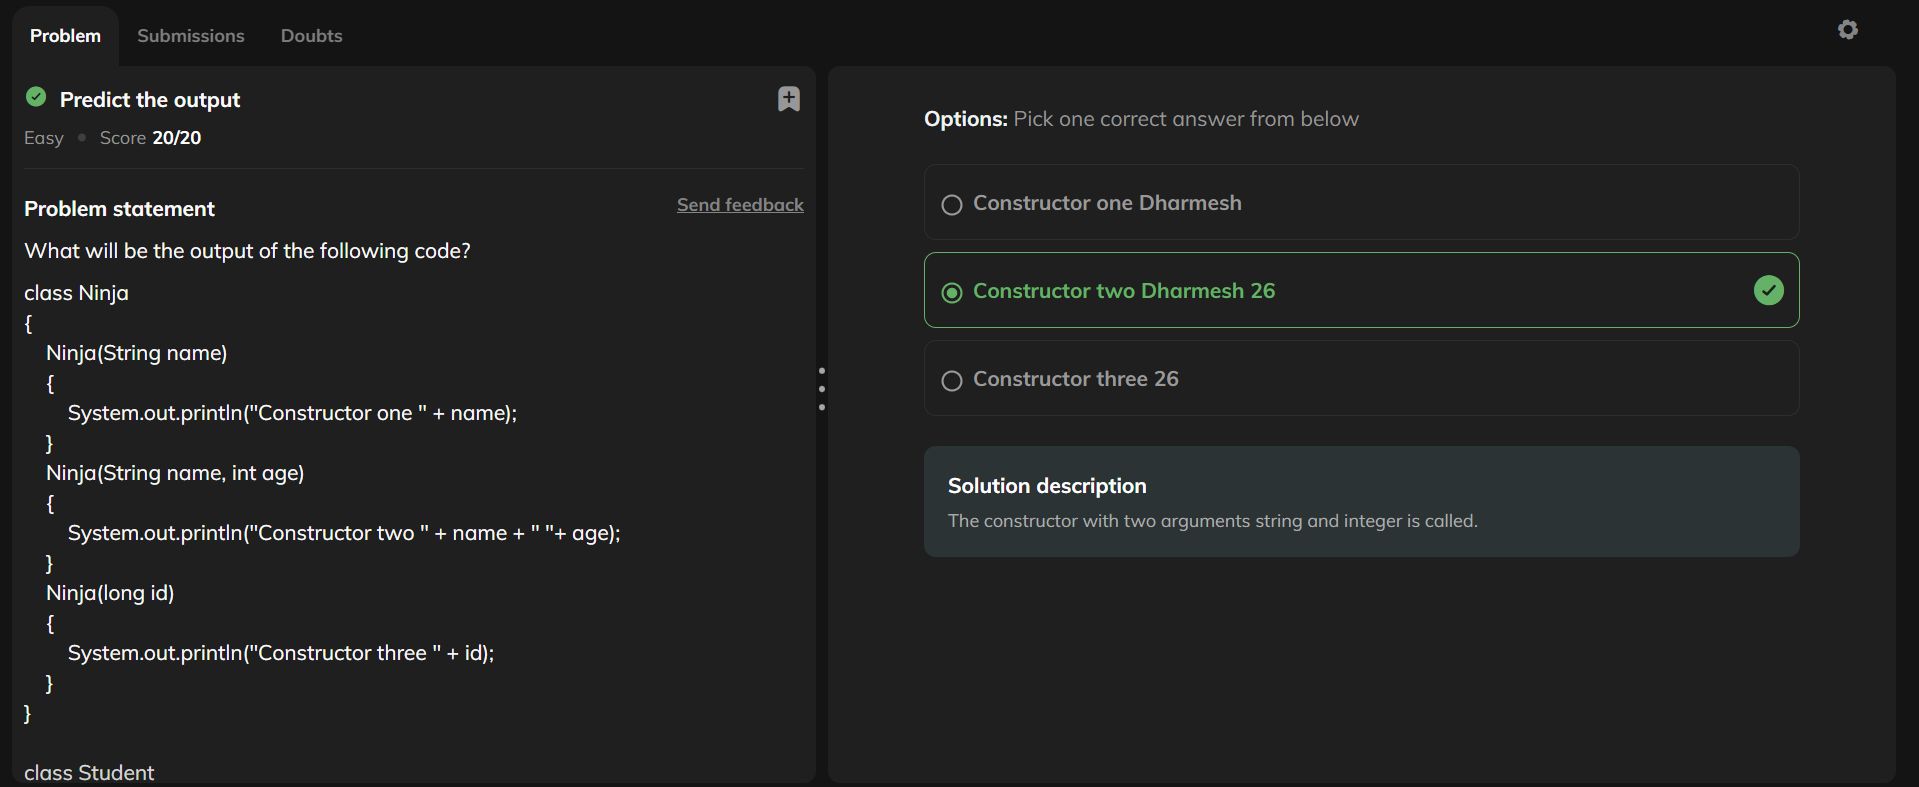 Problem
Submissions
Doubts
Predict the output
Easy • Score 20/20
Problem statement
Send feedback
What will be the output of the following code?
class Ninja
{
Ninja(String name)
{
System.out.println("Constructor one " + name);
}
Ninja(String name, int age)
{
System.out.println("Constructor two " + name + " "+ age);
}
Ninja(long id)
{
System.out.println("Constructor three " + id);
}
}
class Student
Options: Pick one correct answer from below
Constructor one Dharmesh
Constructor two Dharmesh 26
Constructor three 26
Solution description
The constructor with two arguments string and integer is called.